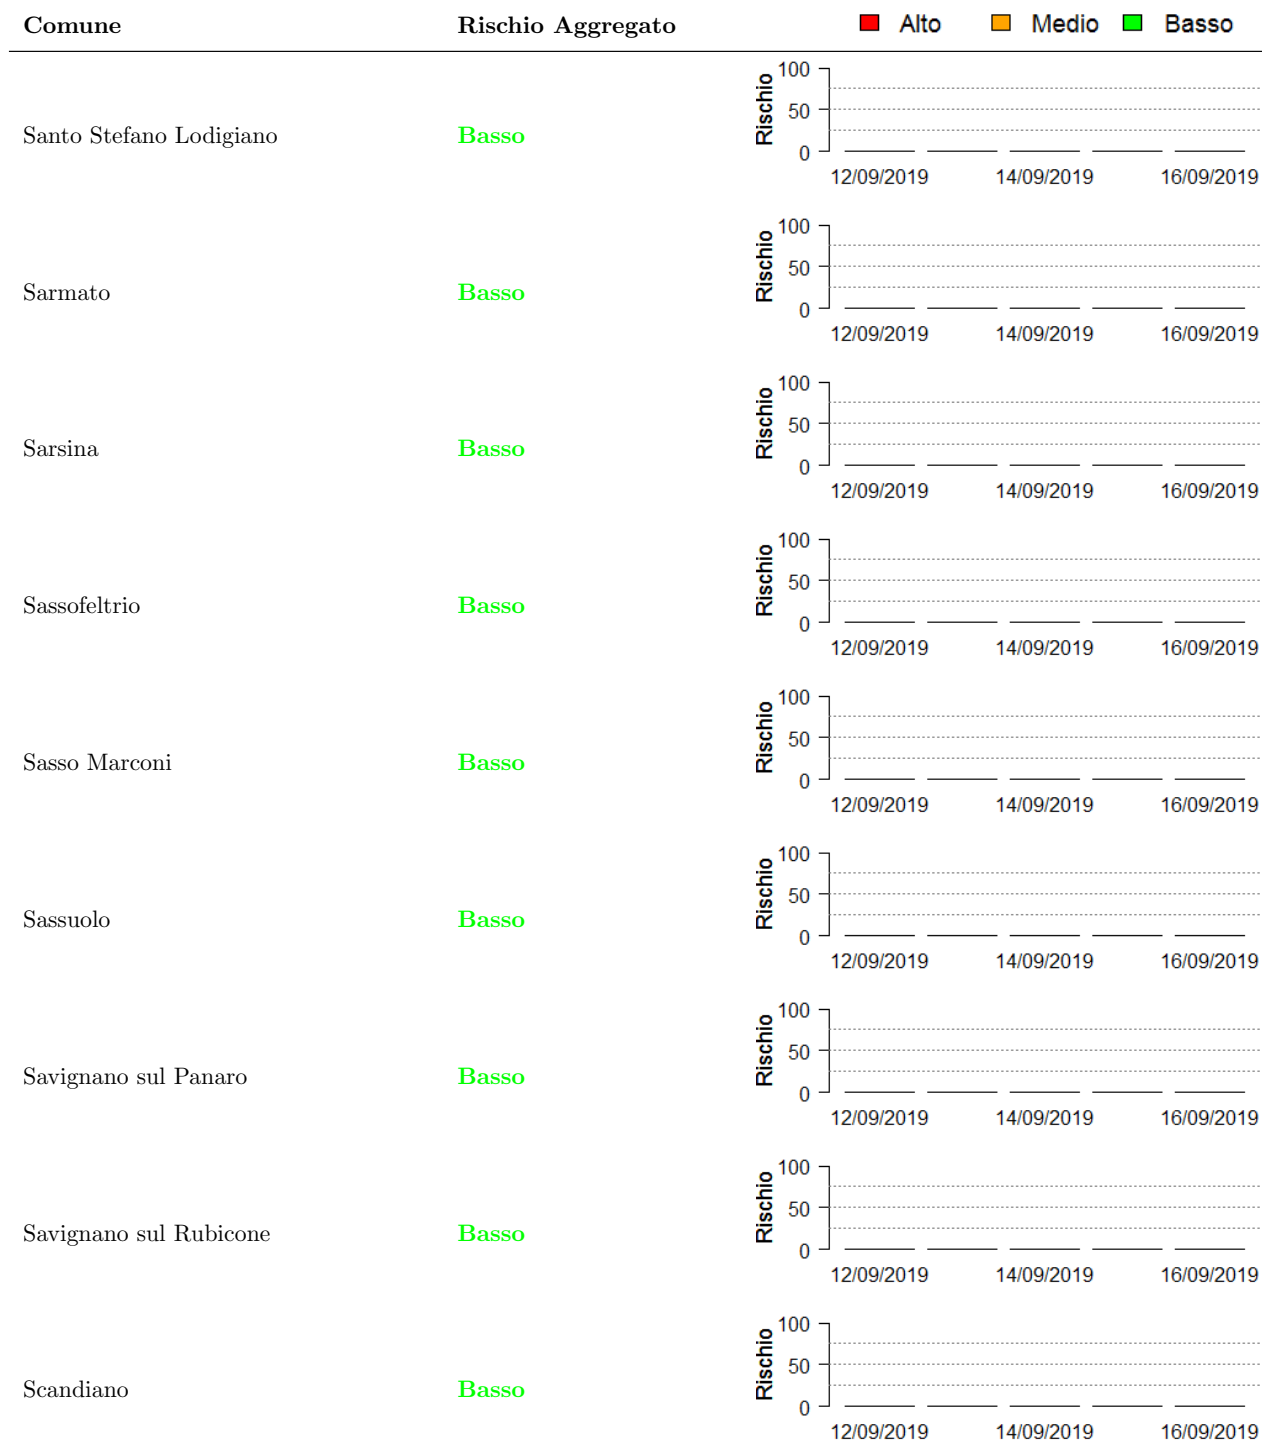 Comune Rischio Aggregato Alto Medio Basso
Santo Stefano Lodigiano Basso
Rischio
100
50
0
12/09/2019 14/09/2019 16/09/2019
Sarmato Basso
Rischio
100
50
0
12/09/2019 14/09/2019 16/09/2019
Sarsina Basso
Rischio
100
50
0
12/09/2019 14/09/2019 16/09/2019
Sassofeltrio Basso
Rischio
100
50
0
12/09/2019 14/09/2019 16/09/2019
Sasso Marconi Basso
Rischio
100
50
0
12/09/2019 14/09/2019 16/09/2019
Sassuolo Basso
Rischio
100
50
0
12/09/2019 14/09/2019 16/09/2019
Savignano sul Panaro Basso
Rischio
100
50
0
12/09/2019 14/09/2019 16/09/2019
Savignano sul Rubicone Basso
Rischio
100
50
0
12/09/2019 14/09/2019 16/09/2019
Scandiano Basso
Rischio
100
50
0
12/09/2019 14/09/2019 16/09/2019